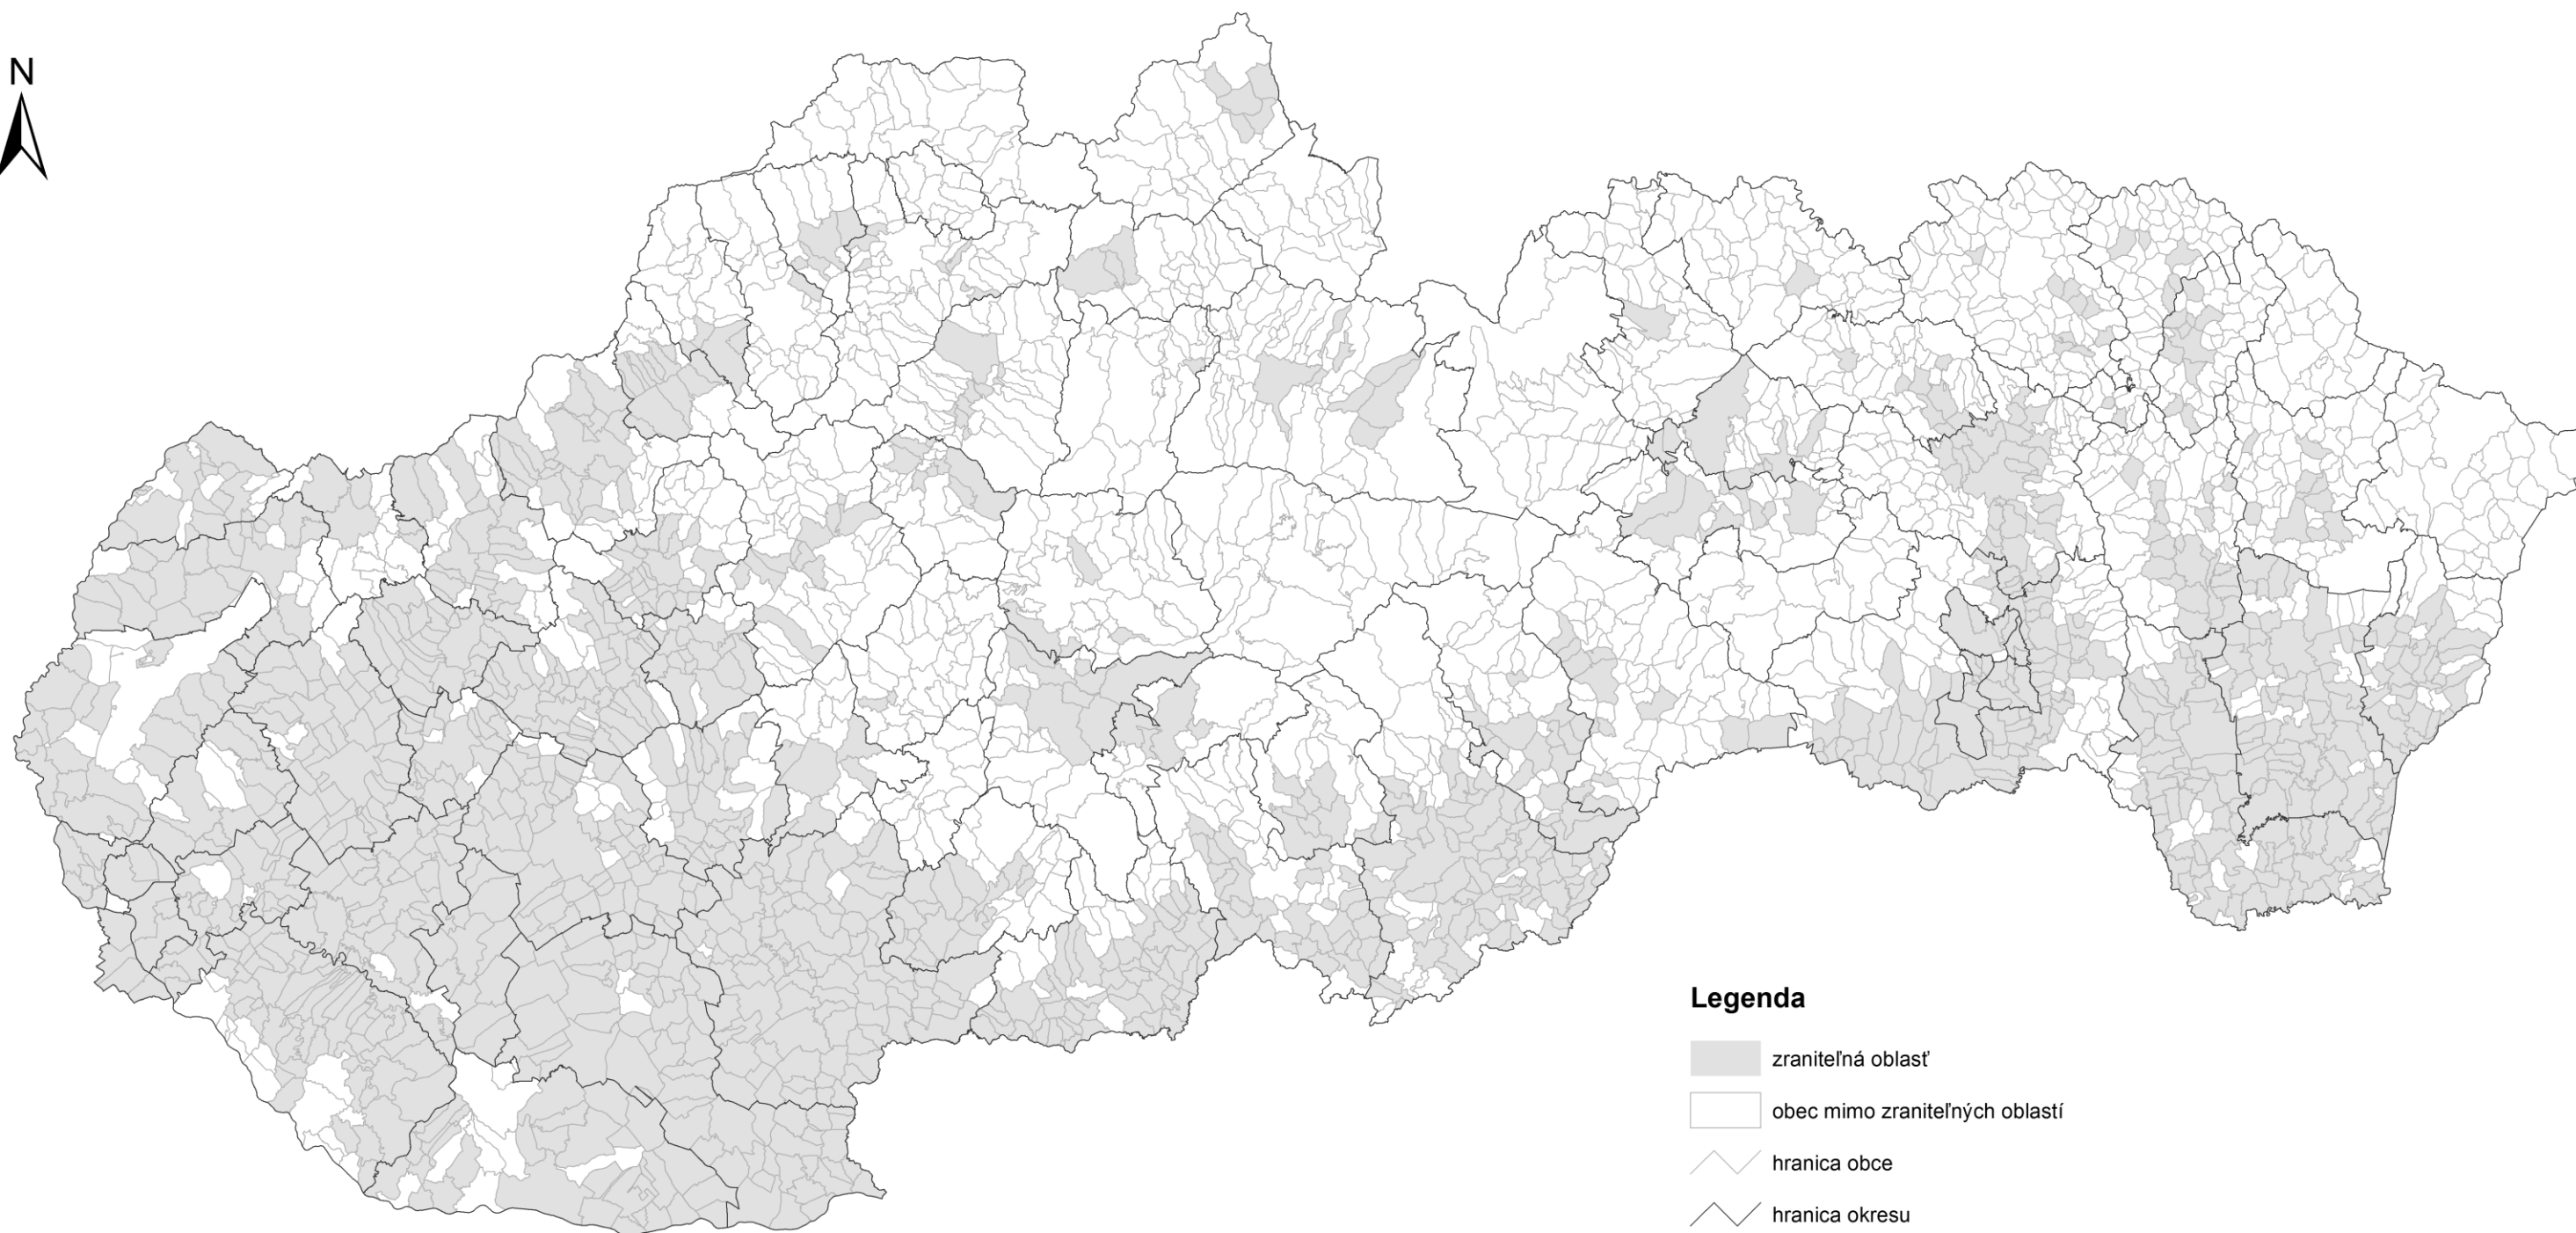 N
Legenda
zraniteľná oblasť
obec mimo zraniteľných oblastí
hranica obce
hranica okresu